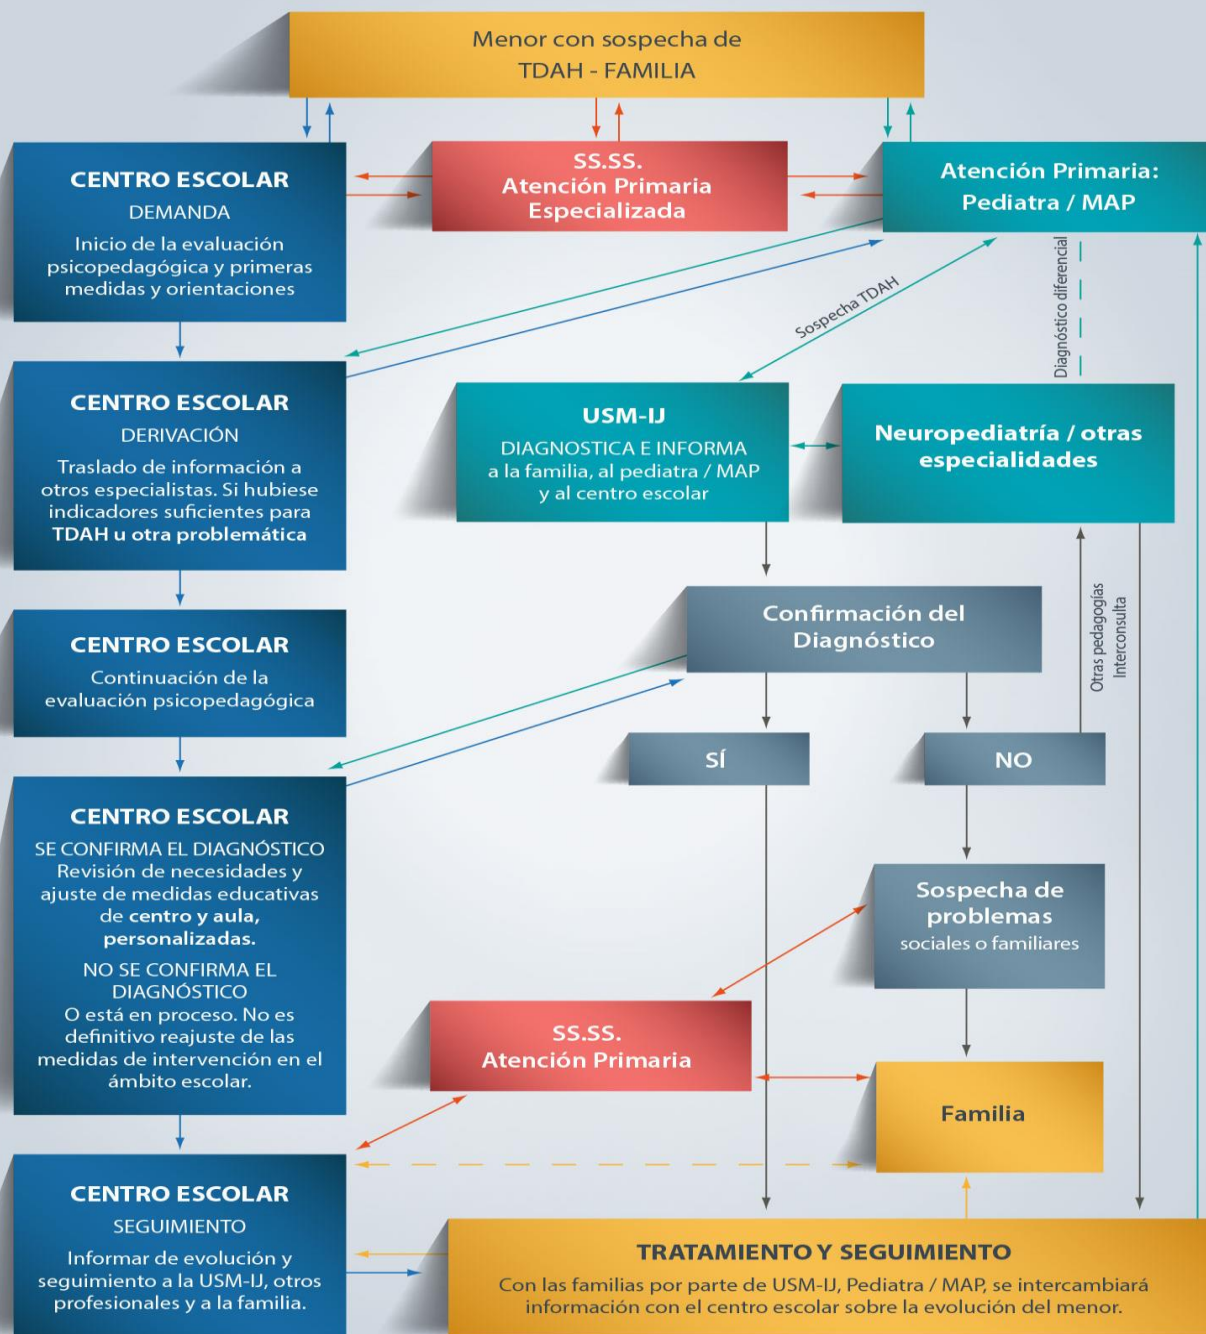 Menor con sospecha de
TDAH - FAMILIA
CENTRO ESCOLAR
DEMANDA
Inicio de la evaluación
psicopedagógica y primeras
medidas y orientaciones
SS.SS.
Atención Primaria
Especializada
Atención Primaria:
Pediatra / MAP
Sospecha TDAH
Diagnóstico diferencial
CENTRO ESCOLAR
DERIVACIÓN
Traslado de información a
otros especialistas. Si hubiese
indicadores suficientes para
TDAH u otra problemática
USM-IJ
DIAGNOSTICA E INFORMA
a la familia, al pediatra / MAP
y al centro escolar
Neuropediatría / otras
especialidades
CENTRO ESCOLAR
Continuación de la
evaluación psicopedagógica
Confirmación del
Diagnóstico
Otras pedagogías
Interconsulta
SÍ
NO
CENTRO ESCOLAR
SE CONFIRMA EL DIAGNÓSTICO
Revisión de necesidades y
ajuste de medidas educativas
de centro y aula,
personalizadas.
NO SE CONFIRMA EL
DIAGNÓSTICO
O está en proceso. No es
definitivo reajuste de las
medidas de intervención en el
ámbito escolar.
Sospecha de
problemas
sociales o familiares
SS.SS.
Atención Primaria
Familia
CENTRO ESCOLAR
SEGUIMIENTO
Informar de evolución y
seguimiento a la USM-IJ, otros
profesionales y a la familia.
TRATAMIENTO Y SEGUIMIENTO
Con las familias por parte de USM-IJ, Pediatra / MAP, se intercambiará
información con el centro escolar sobre la evolución del menor.